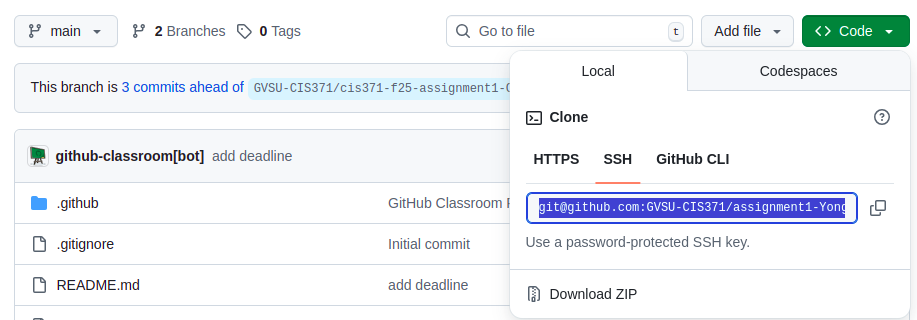 main 2 Branches 0 Tags Go to file t Add file Code
Local Codespaces
This branch is 3 commits ahead of GVSU-CIS371/cis371-f25-assignment1-
Clone
HTTPS SSH GitHub CLI
github-classroom[bot] add deadline
.github GitHub Classroom
git@github.com:GVSU-CIS371/assignment1-Yong
Use a password-protected SSH key.
.gitignore Initial commit
README.md add deadline
Download ZIP